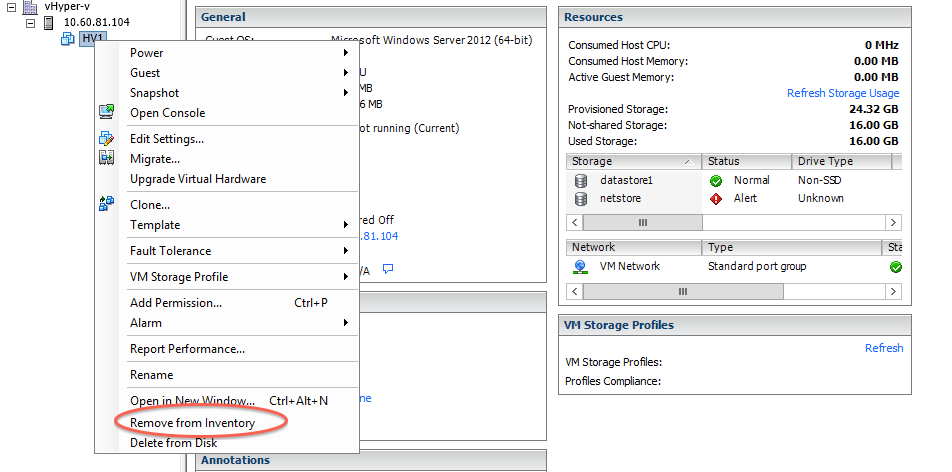 vHyper-v
10.60.81.104
HV1
Power
Guest
Snapshot
Open Console
Edit Settings...
Migrate...
Upgrade Virtual Hardware
Clone...
Template
Fault Tolerance
VM Storage Profile
Add Permission... Ctrl+P
Alarm
Report Performance...
Rename
Open in New Window... Ctrl+Alt+N
Remove from Inventory
Delete from Disk
General
Guest OS: Microsoft Windows Server 2012 (64-bit)
U
MB
6 MB
ot running (Current)
red Off
.81.104
/A
ne
Annotations
Resources
Consumed Host CPU: 0 MHz
Consumed Host Memory: 0.00 MB
Active Guest Memory: 0.00 MB
Refresh Storage Usage
Provisioned Storage: 24.32 GB
Not-shared Storage: 16.00 GB
Used Storage: 16.00 GB
Storage Status Drive Type
datastore1 Normal Non-SSD
netstore Alert Unknown
Network Type Sta
VM Network Standard port group
VM Storage Profiles
Refresh
VM Storage Profiles:
Profiles Compliance: